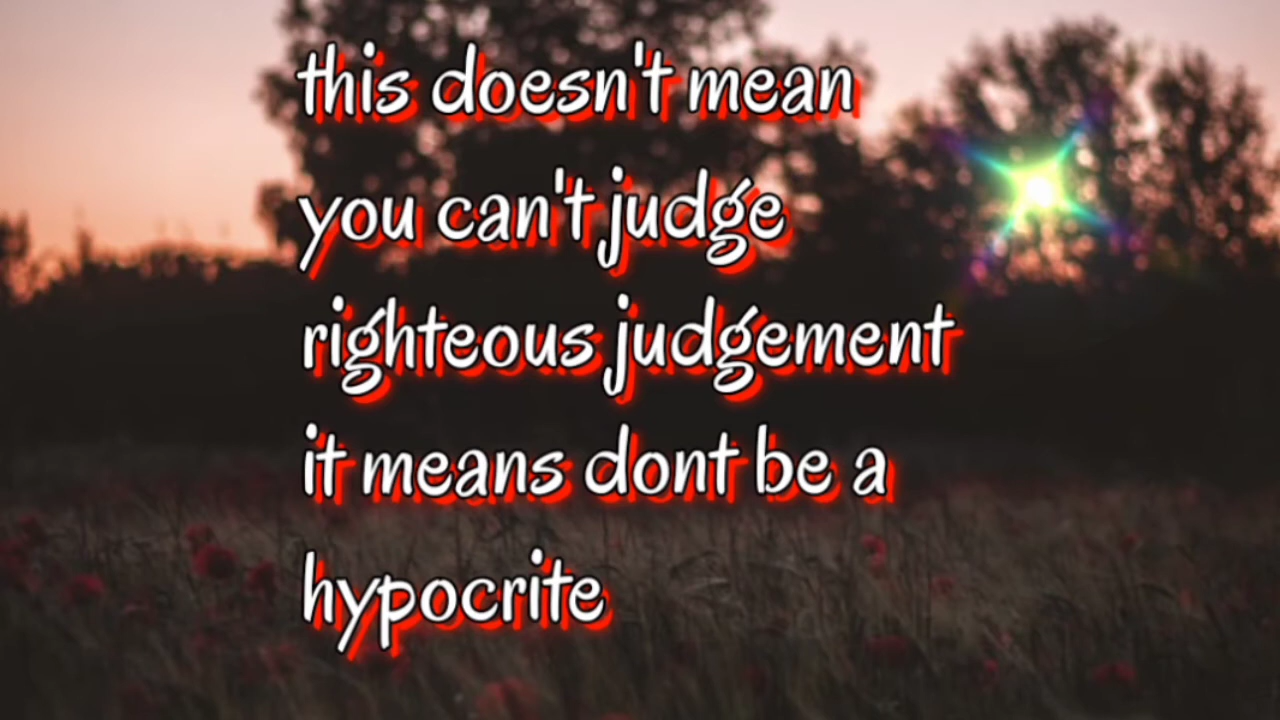 this doesn't mean
you can't judge
righteous judgement
it means dont be a
hypocrite